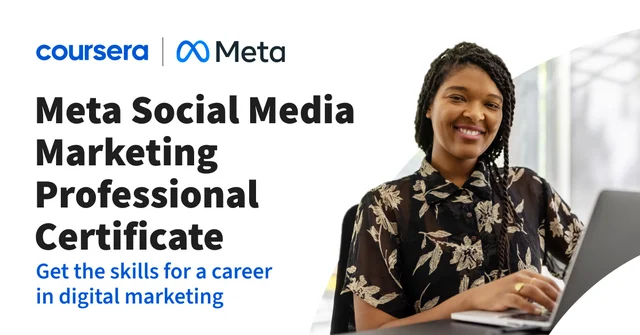 coursera | Meta
Meta Social Media
Marketing
Professional
Certificate
Get the skills for a career
in digital marketing